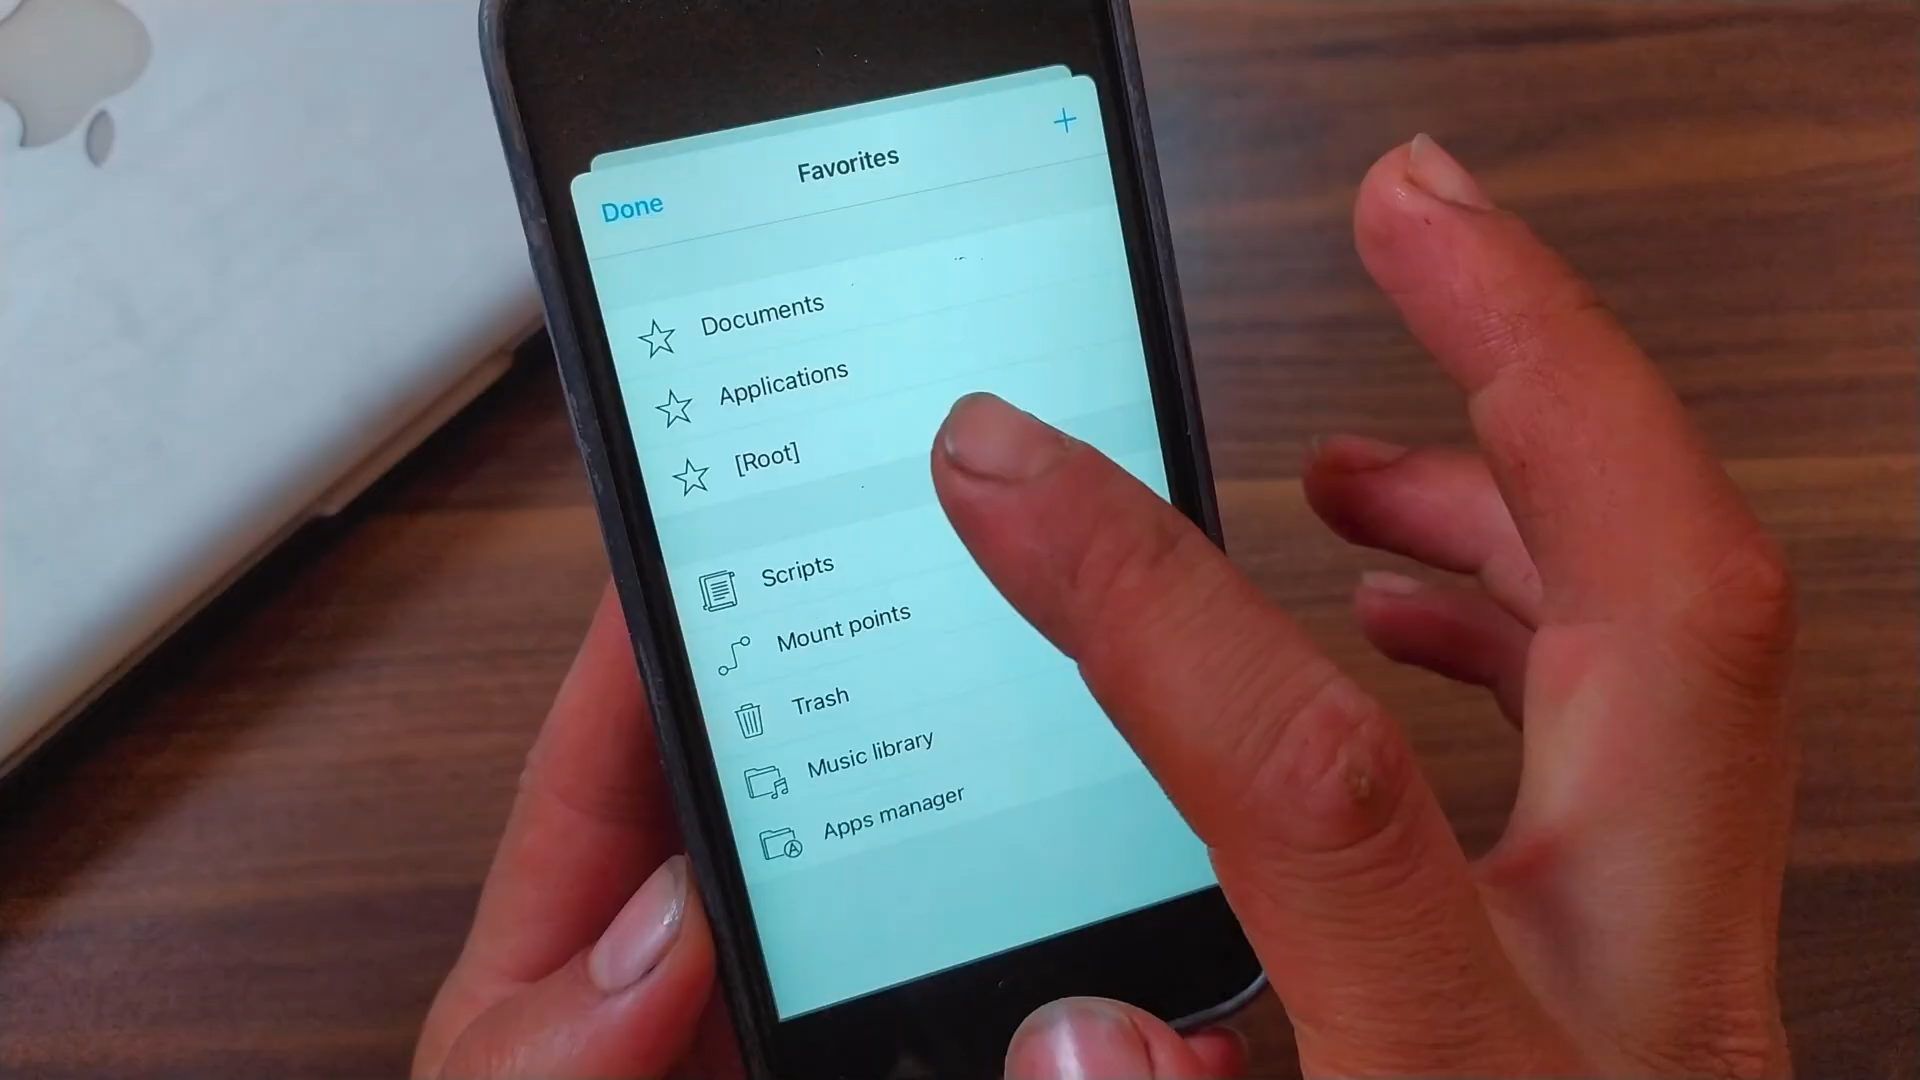 Favorites
Done
Documents
Applications
[Root]
Scripts
Mount points
Trash
Music library
Apps manager